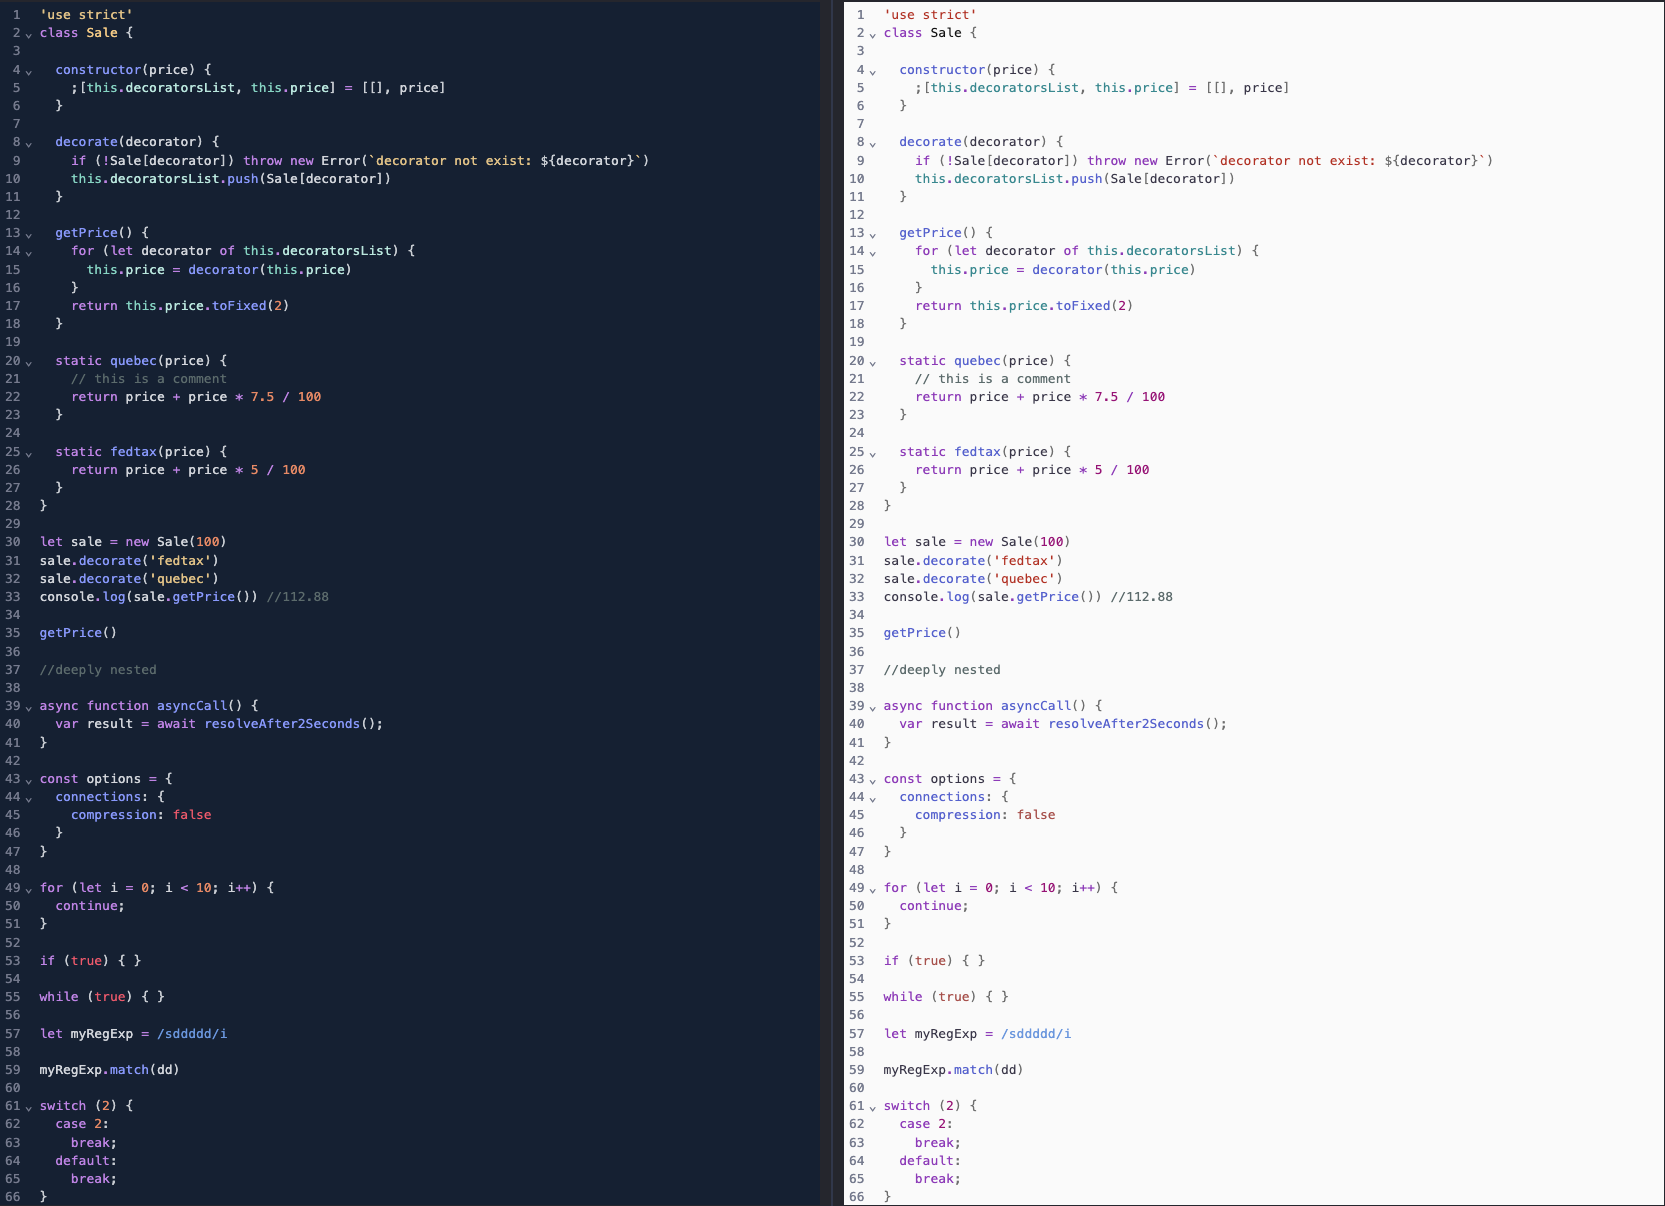 1 'use strict'
2 class Sale {
3
4   constructor(price) {
5     ;[this.decoratorsList, this.price] = [[], price]
6   }
7
8   decorate(decorator) {
9     if (!Sale[decorator]) throw new Error(`decorator not exist: ${decorator}`)
10     this.decoratorsList.push(Sale[decorator])
11   }
12
13   getPrice() {
14     for (let decorator of this.decoratorsList) {
15       this.price = decorator(this.price)
16     }
17     return this.price.toFixed(2)
18   }
19
20   static quebec(price) {
21     // this is a comment
22     return price + price * 7.5 / 100
23   }
24
25   static fedtax(price) {
26     return price + price * 5 / 100
27   }
28 }
29
30 let sale = new Sale(100)
31 sale.decorate('fedtax')
32 sale.decorate('quebec')
33 console.log(sale.getPrice()) //112.88
34
35 getPrice()
36
37 //deeply nested
38
39 async function asyncCall() {
40   var result = await resolveAfter2Seconds();
41 }
42
43 const options = {
44   connections: {
45     compression: false
46   }
47 }
48
49 for (let i = 0; i < 10; i++) {
50   continue;
51 }
52
53 if (true) { }
54
55 while (true) { }
56
57 let myRegExp = /sddddd/i
58
59 myRegExp.match(dd)
60
61 switch (2) {
62   case 2:
63     break;
64   default:
65     break;
66 }
1 'use strict'
2 class Sale {
3
4   constructor(price) {
5     ;[this.decoratorsList, this.price] = [[], price]
6   }
7
8   decorate(decorator) {
9     if (!Sale[decorator]) throw new Error(`decorator not exist: ${decorator}`)
10     this.decoratorsList.push(Sale[decorator])
11   }
12
13   getPrice() {
14     for (let decorator of this.decoratorsList) {
15       this.price = decorator(this.price)
16     }
17     return this.price.toFixed(2)
18   }
19
20   static quebec(price) {
21     // this is a comment
22     return price + price * 7.5 / 100
23   }
24
25   static fedtax(price) {
26     return price + price * 5 / 100
27   }
28 }
29
30 let sale = new Sale(100)
31 sale.decorate('fedtax')
32 sale.decorate('quebec')
33 console.log(sale.getPrice()) //112.88
34
35 getPrice()
36
37 //deeply nested
38
39 async function asyncCall() {
40   var result = await resolveAfter2Seconds();
41 }
42
43 const options = {
44   connections: {
45     compression: false
46   }
47 }
48
49 for (let i = 0; i < 10; i++) {
50   continue;
51 }
52
53 if (true) { }
54
55 while (true) { }
56
57 let myRegExp = /sddddd/i
58
59 myRegExp.match(dd)
60
61 switch (2) {
62   case 2:
63     break;
64   default:
65     break;
66 }